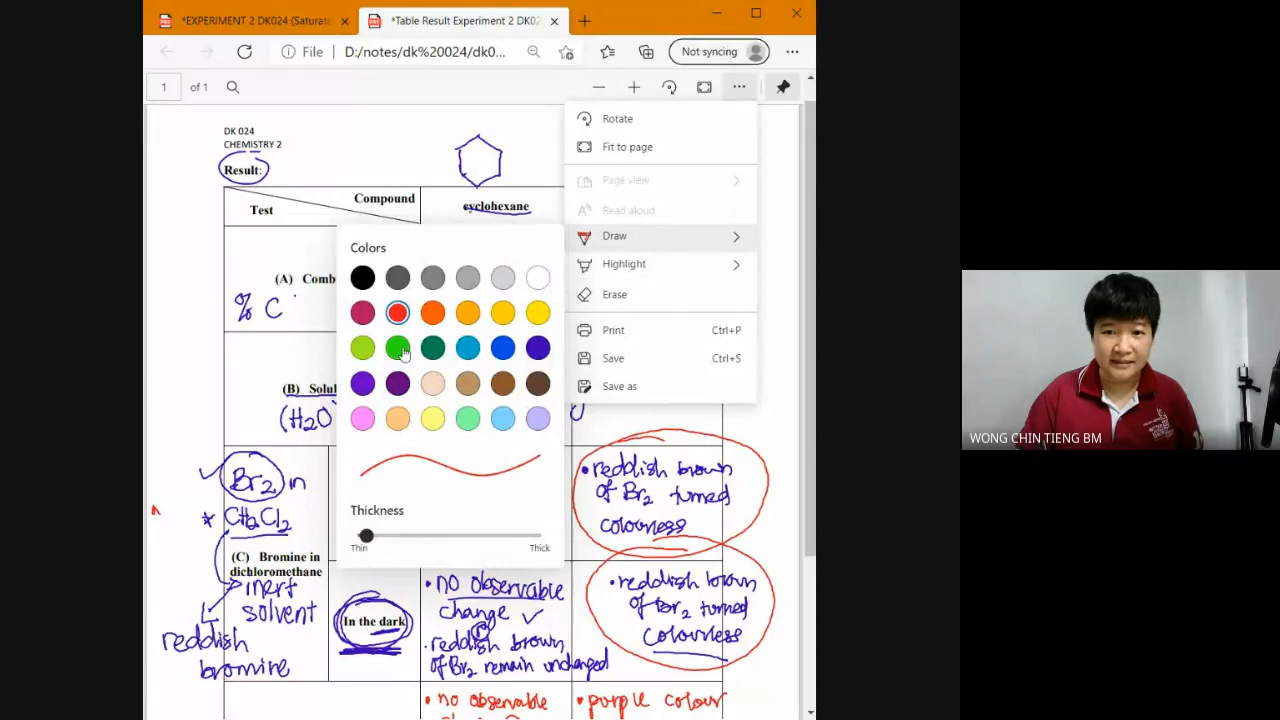 *EXPERIMENT 2 DK024 (Saturate
*Table Result Experiment 2 DK02
File
D:/notes/dk%20024/dk0...
Not syncing
1 of 1
DK 024
CHEMISTRY 2
Result:
Compound
Test
cyclohexane
(A) Comb
% C
(B) Solub
(H2O
Br2 in
* CH2Cl2
(C) Bromine in
dichloromethane
inert
solvent
reddish
bromine
In the dark
• no observable
change ✓
• reddish brown
of Br2 remain unchanged
• reddish brown
of Br2 turned
colourless
• reddish brown
of Br2 turned
colourless
• no observable
• purple colour
Rotate
Fit to page
Page view
Read aloud
Draw
Highlight
Erase
Print Ctrl+P
Save Ctrl+S
Save as
Colors
Thickness
Thin
Thick
WONG CHIN TIENG BM